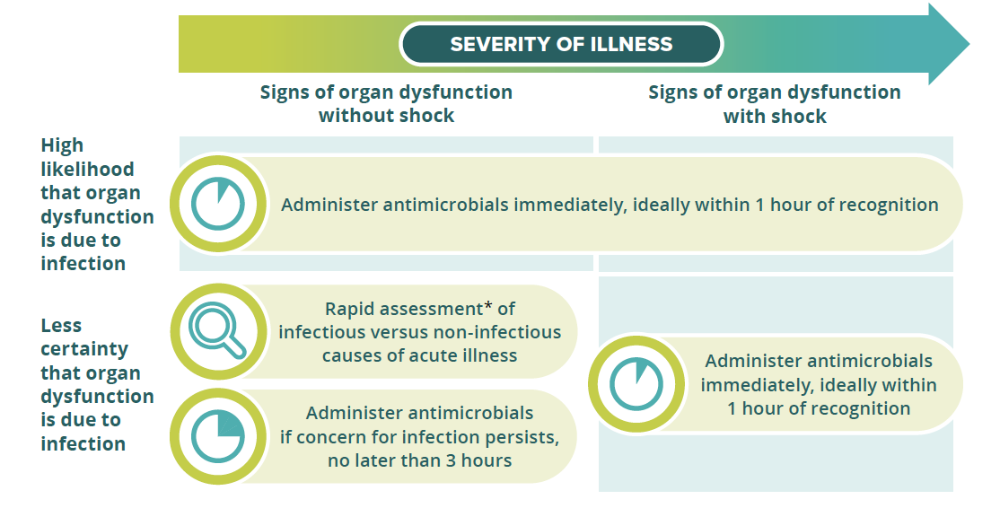 SEVERITY OF ILLNESS
Signs of organ dysfunction
without shock
Signs of organ dysfunction
with shock
High
likelihood
that organ
dysfunction
is due to
infection
Administer antimicrobials immediately, ideally within 1 hour of recognition
Less
certainty
that organ
dysfunction
is due to
infection
Rapid assessment* of
infectious versus non-infectious
causes of acute illness
Administer antimicrobials
if concern for infection persists,
no later than 3 hours
Administer antimicrobials
immediately, ideally within
1 hour of recognition